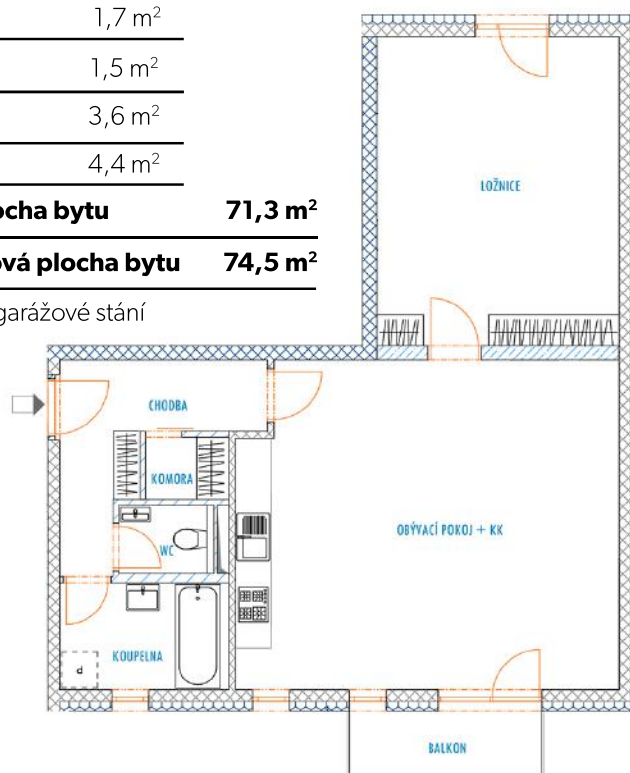 1,7 m²
1,5 m²
3,6 m²
4,4 m²
ocha bytu 71,3 m²
ová plocha bytu 74,5 m²
garážové stání
LOŽNICE
CHODBA
KOMORA
OBÝVACÍ POKOJ + KK
WC
KOUPELNA
d
BALKON